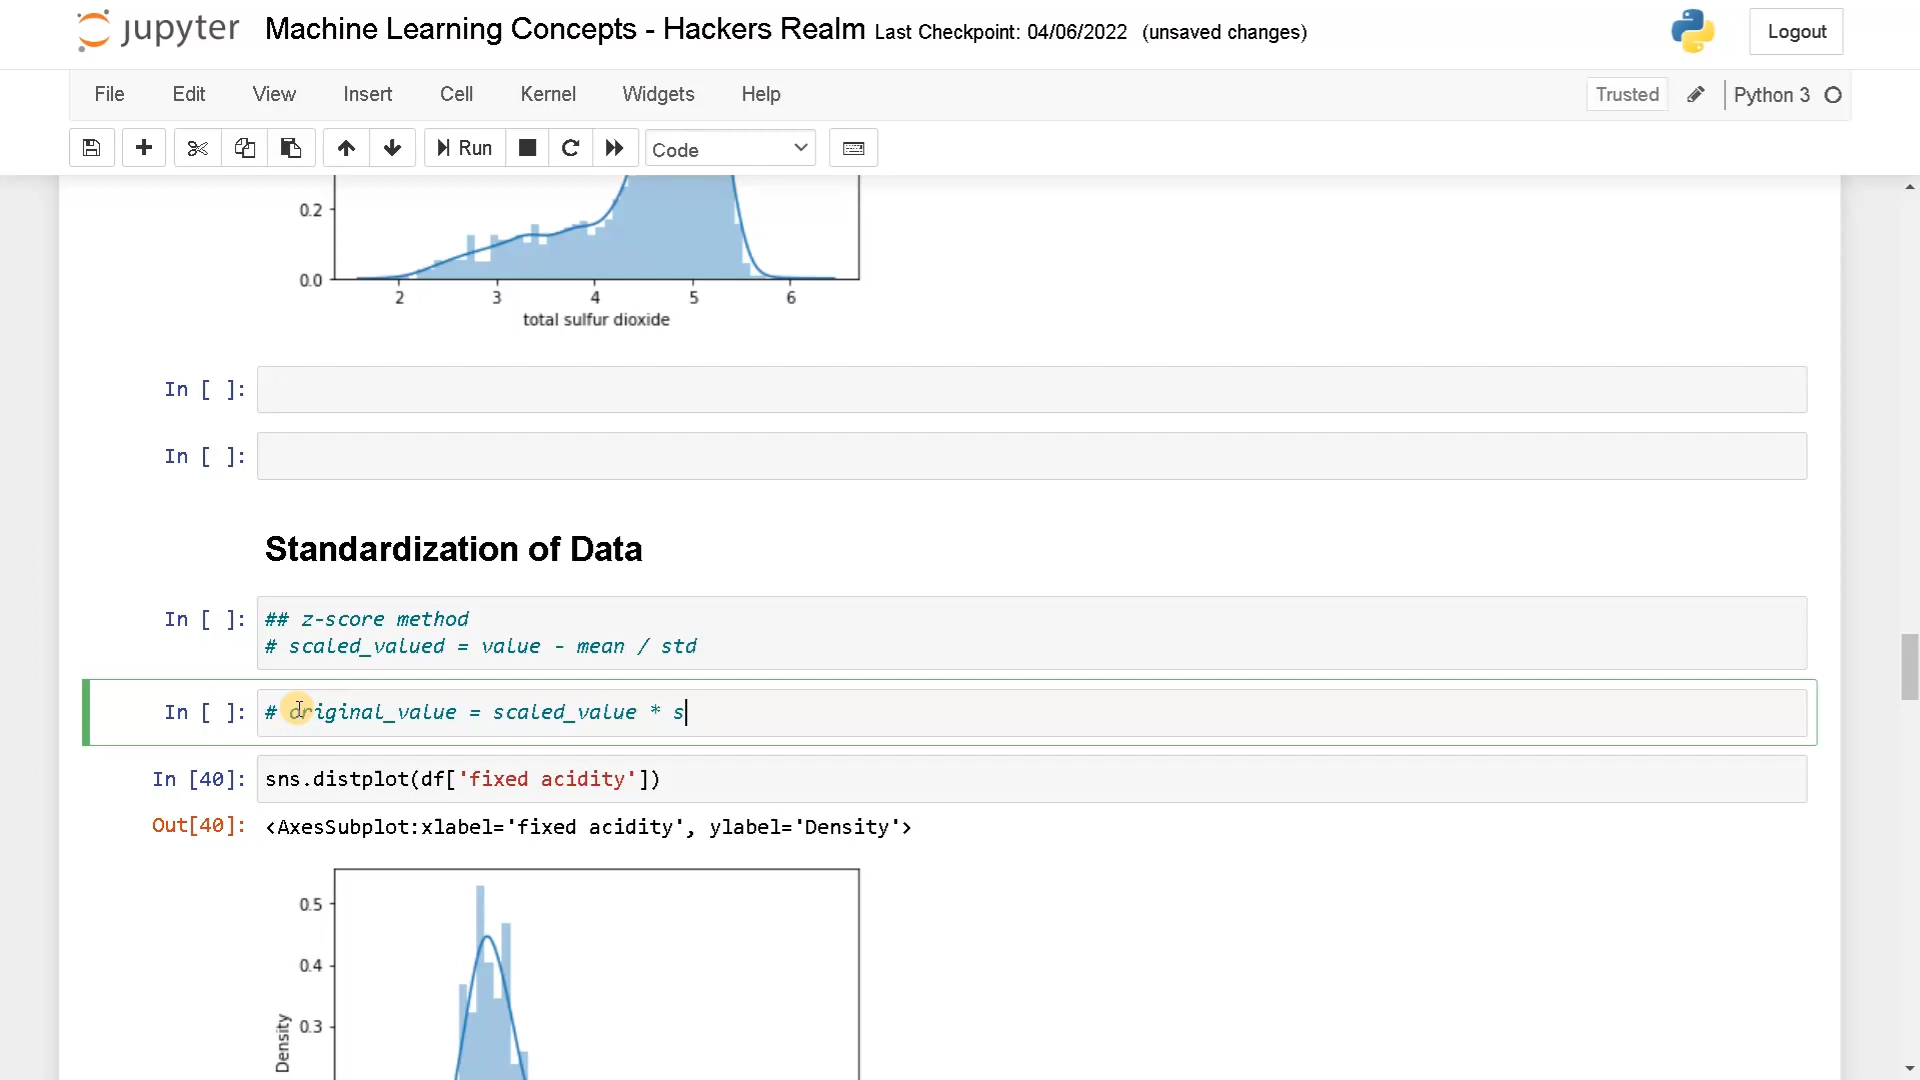 jupyter Machine Learning Concepts - Hackers Realm Last Checkpoint: 04/06/2022 (unsaved changes) Logout
File Edit View Insert Cell Kernel Widgets Help Trusted Python 3
Run Code
0.2
0.0
2 3 4 5 6
total sulfur dioxide
In [ ]:
In [ ]:
Standardization of Data
In [ ]: ## z-score method
# scaled_valued = value - mean / std
In [ ]: # original_value = scaled_value * s
In [40]: sns.distplot(df['fixed acidity'])
Out[40]: <AxesSubplot:xlabel='fixed acidity', ylabel='Density'>
0.5
0.4
0.3
Density